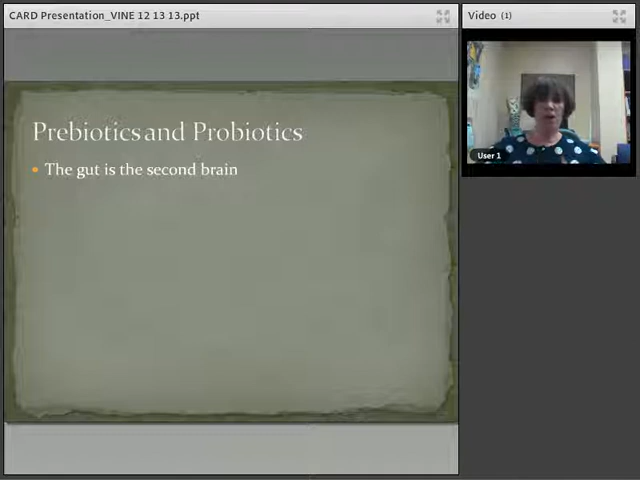 CARD Presentation_VINE 12 13 13.ppt
Video (1)
Prebiotics and Probiotics
The gut is the second brain
User 1